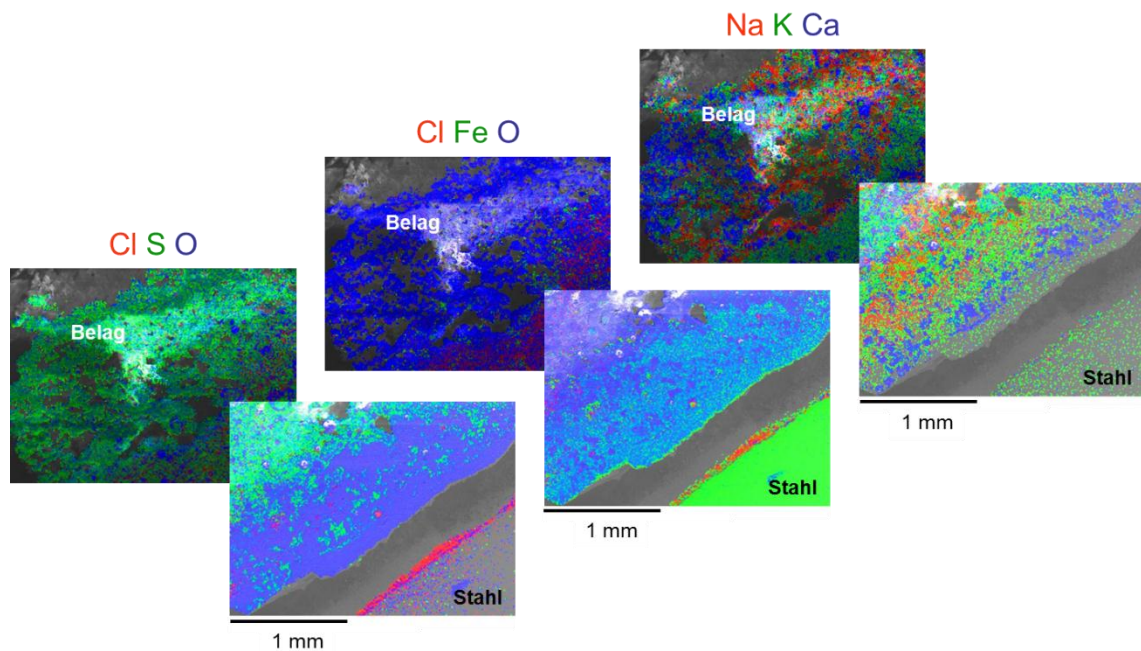 Na K Ca
Belag
Cl Fe O
Belag
Cl S O
Belag
Stahl
1 mm
Stahl
1 mm
Stahl
1 mm